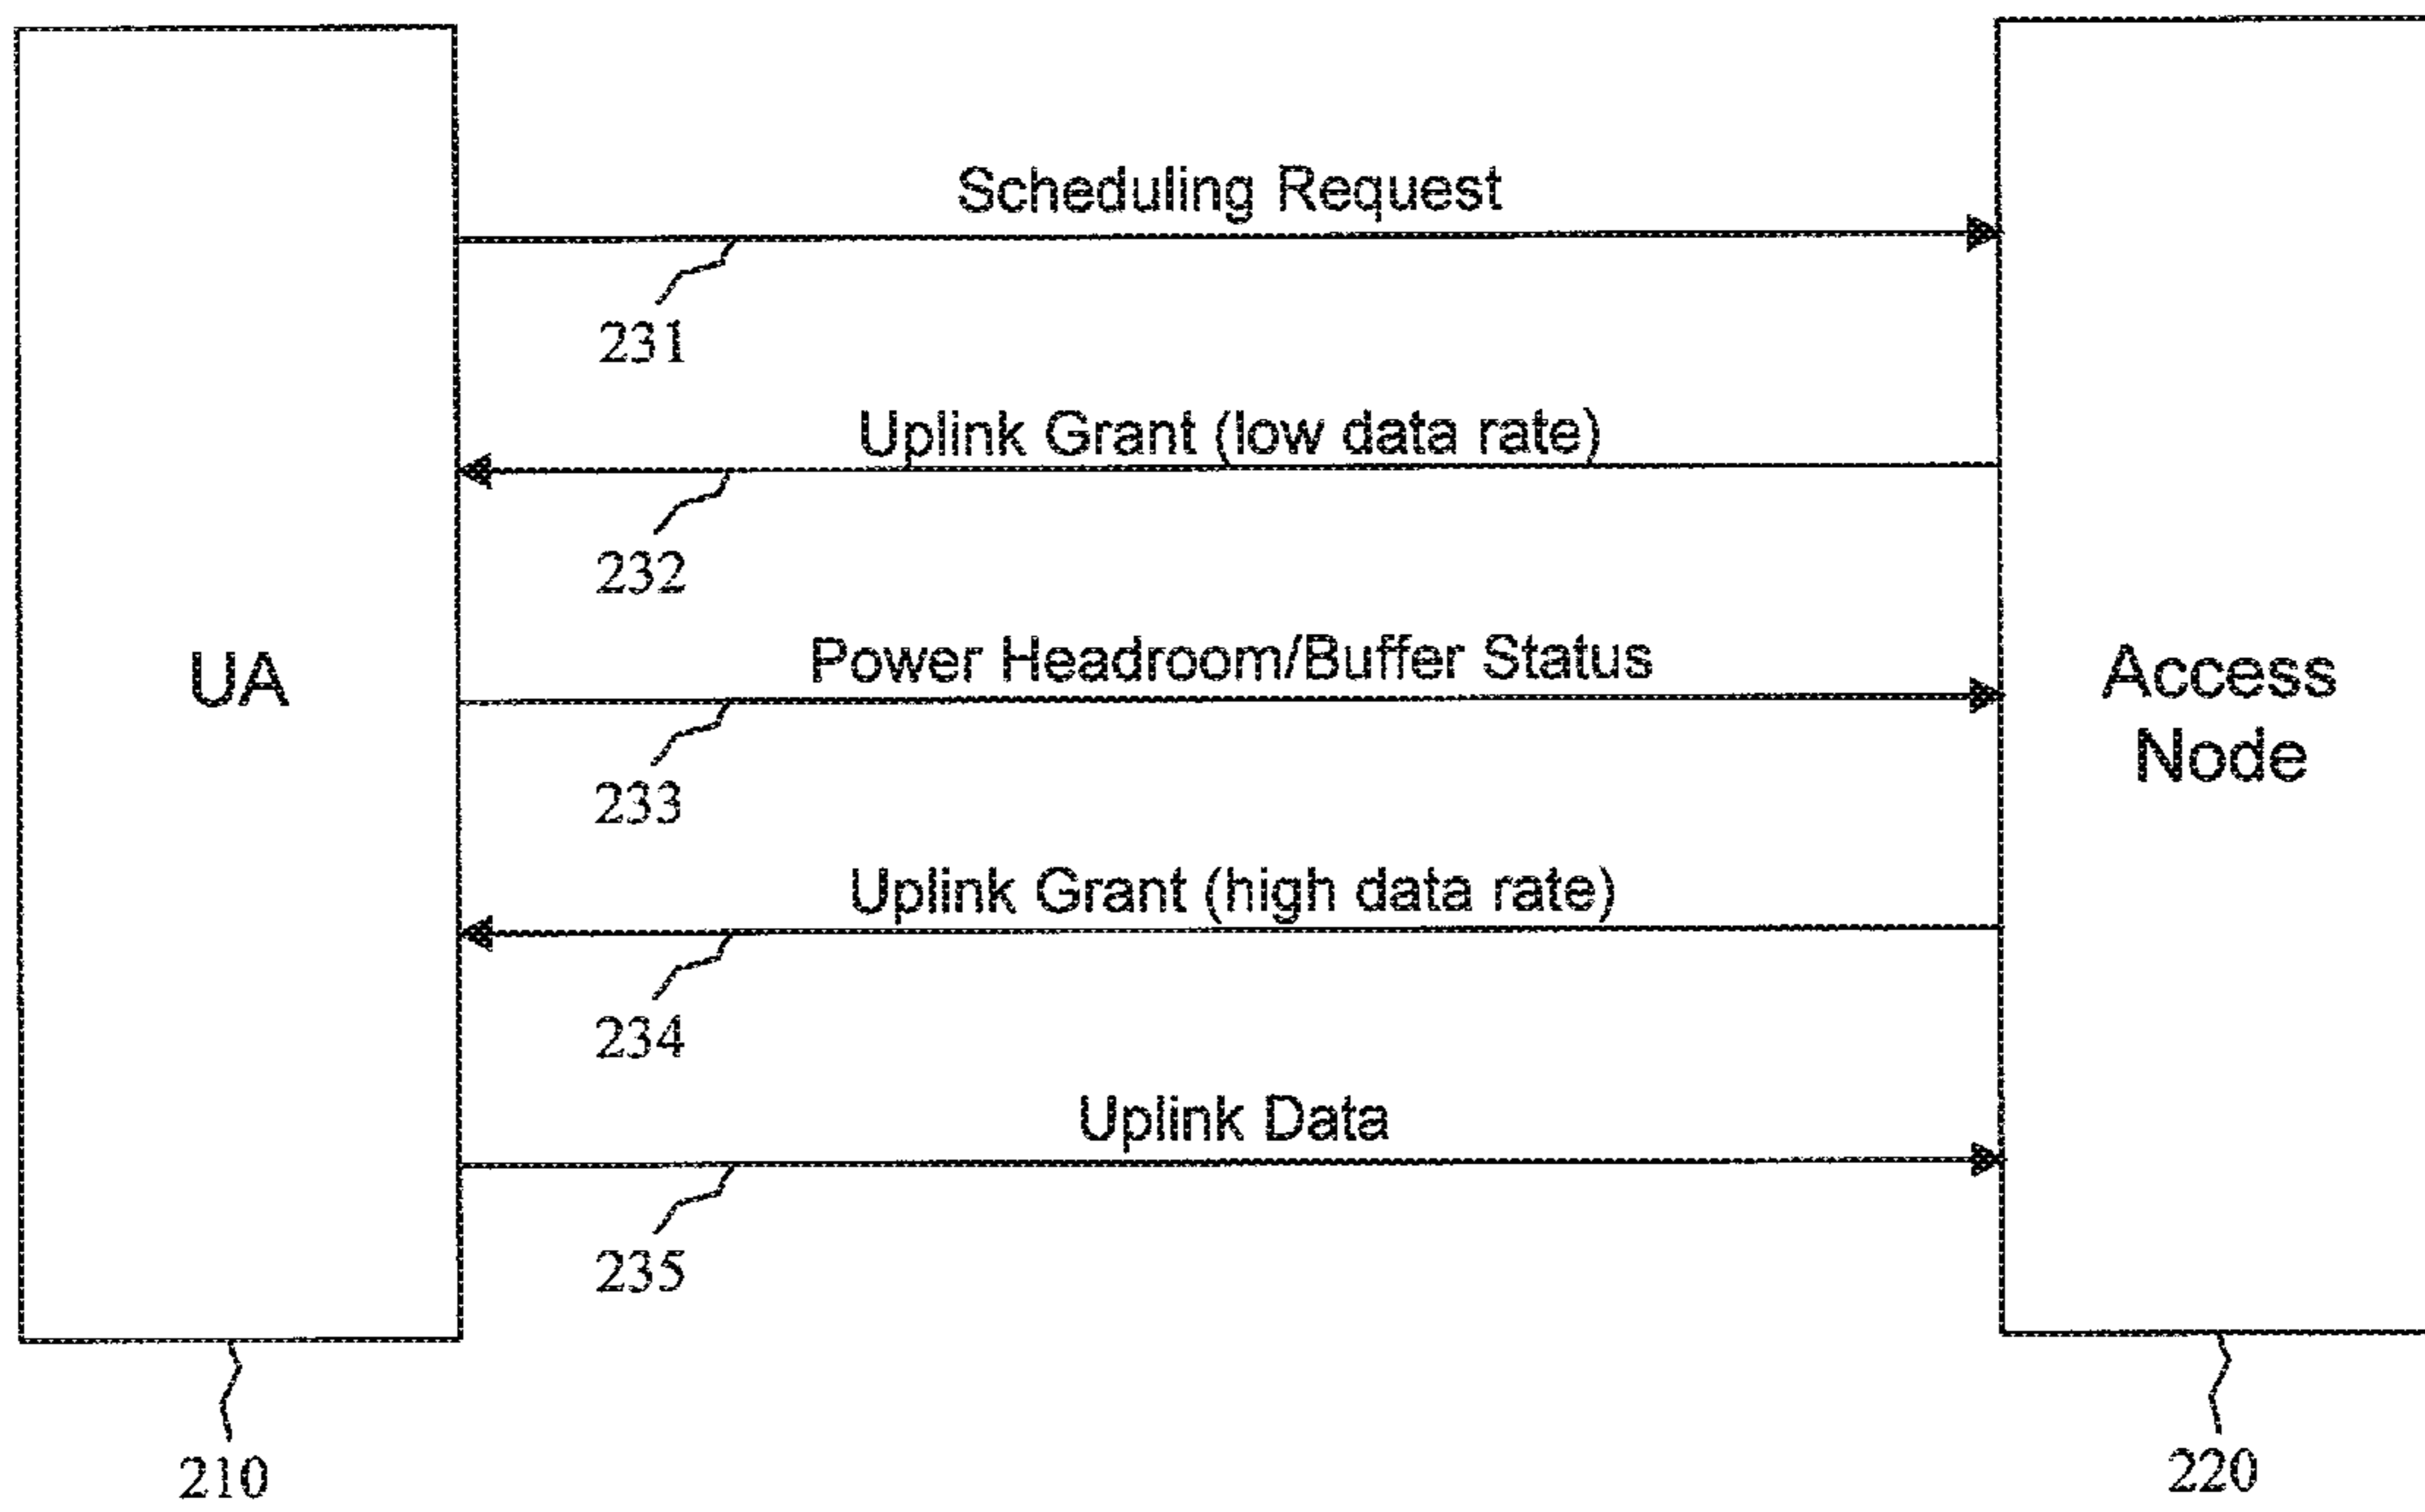 Scheduling Request
231
Uplink Grant (low data rate)
232
Power Headroom/Buffer Status
UA
Access
Node
233
Uplink Grant (high data rate)
234
Uplink Data
235
210
220